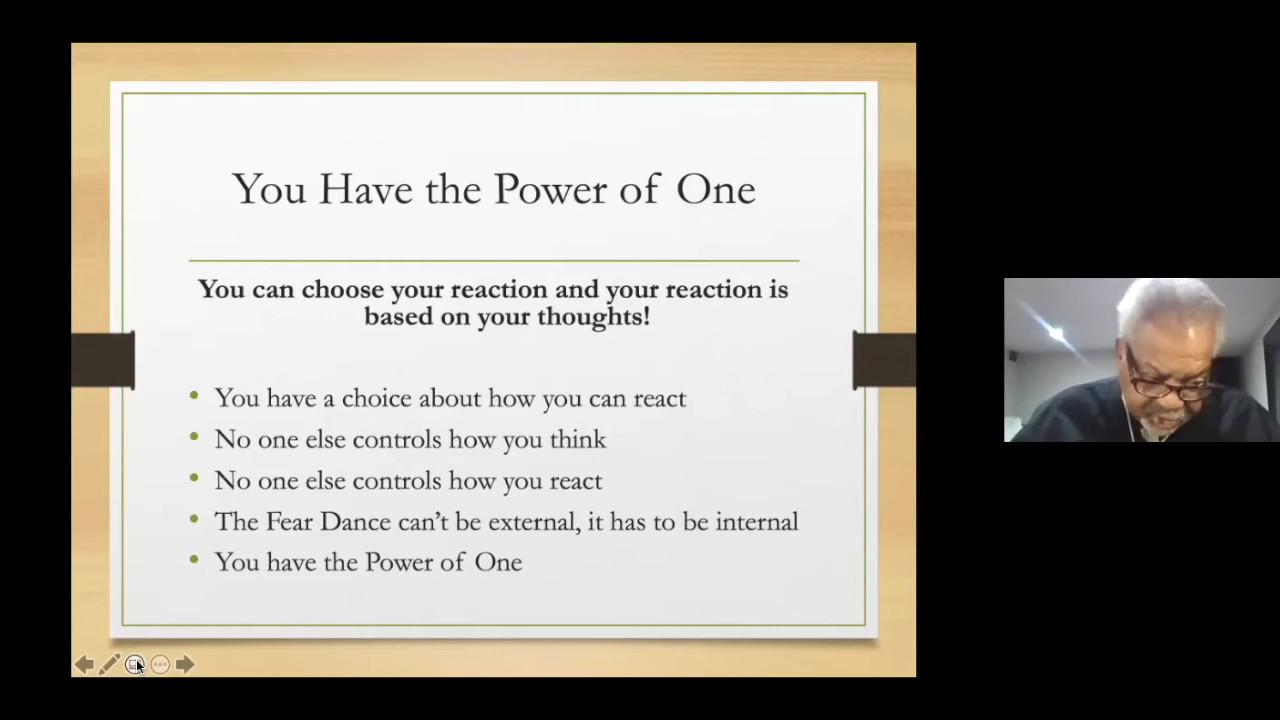 You Have the Power of One
You can choose your reaction and your reaction is
based on your thoughts!
• You have a choice about how you can react
• No one else controls how you think
• No one else controls how you react
• The Fear Dance can’t be external, it has to be internal
• You have the Power of One